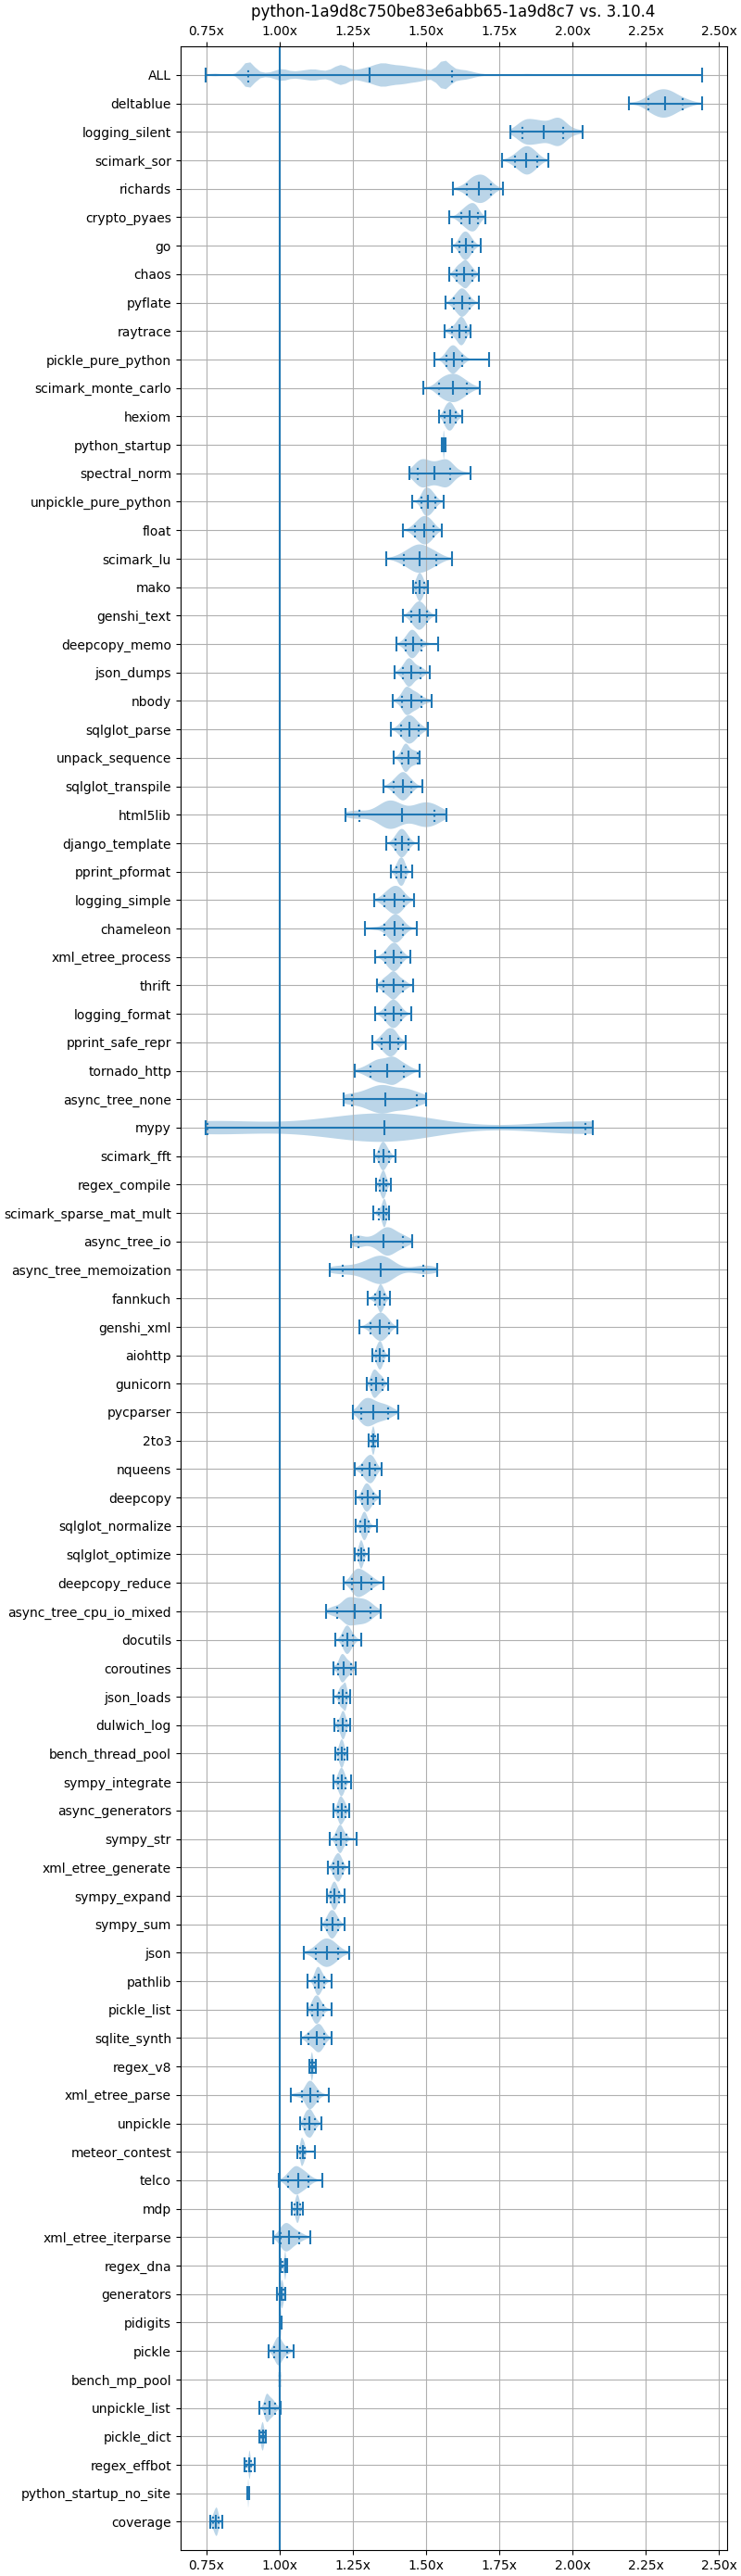 python-1a9d8c750be83e6abb65-1a9d8c7 vs. 3.10.4
0.75x 1.00x 1.25x 1.50x 1.75x 2.00x 2.25x 2.50x
ALL
deltablue
logging_silent
scimark_sor
richards
crypto_pyaes
go
chaos
pyflate
raytrace
pickle_pure_python
scimark_monte_carlo
hexiom
python_startup
spectral_norm
unpickle_pure_python
float
scimark_lu
mako
genshi_text
deepcopy_memo
json_dumps
nbody
sqlglot_parse
unpack_sequence
sqlglot_transpile
html5lib
django_template
pprint_pformat
logging_simple
chameleon
xml_etree_process
thrift
logging_format
pprint_safe_repr
tornado_http
async_tree_none
mypy
scimark_fft
regex_compile
scimark_sparse_mat_mult
async_tree_io
async_tree_memoization
fannkuch
genshi_xml
aiohttp
gunicorn
pycparser
2to3
nqueens
deepcopy
sqlglot_normalize
sqlglot_optimize
deepcopy_reduce
async_tree_cpu_io_mixed
docutils
coroutines
json_loads
dulwich_log
bench_thread_pool
sympy_integrate
async_generators
sympy_str
xml_etree_generate
sympy_expand
sympy_sum
json
pathlib
pickle_list
sqlite_synth
regex_v8
xml_etree_parse
unpickle
meteor_contest
telco
mdp
xml_etree_iterparse
regex_dna
generators
pidigits
pickle
bench_mp_pool
unpickle_list
pickle_dict
regex_effbot
python_startup_no_site
coverage
0.75x 1.00x 1.25x 1.50x 1.75x 2.00x 2.25x 2.50x